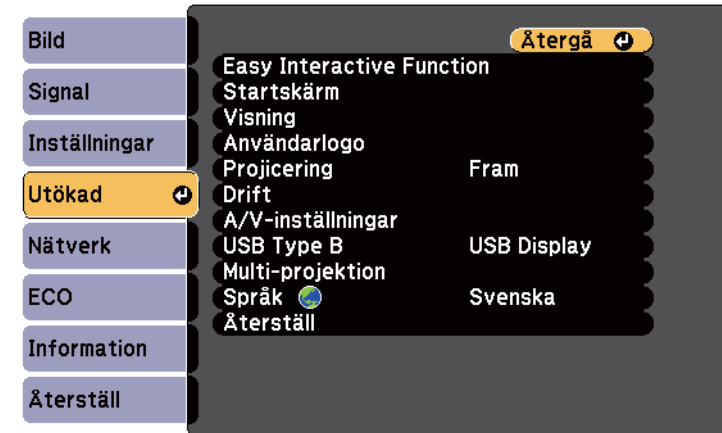 Bild
Signal
Inställningar
Utökad
Nätverk
ECO
Information
Återställ
Återgå
Easy Interactive Function
Startskärm
Visning
Användarlogo
Projicering Fram
Drift
A/V-inställningar
USB Type B USB Display
Multi-projektion
Språk Svenska
Återställ